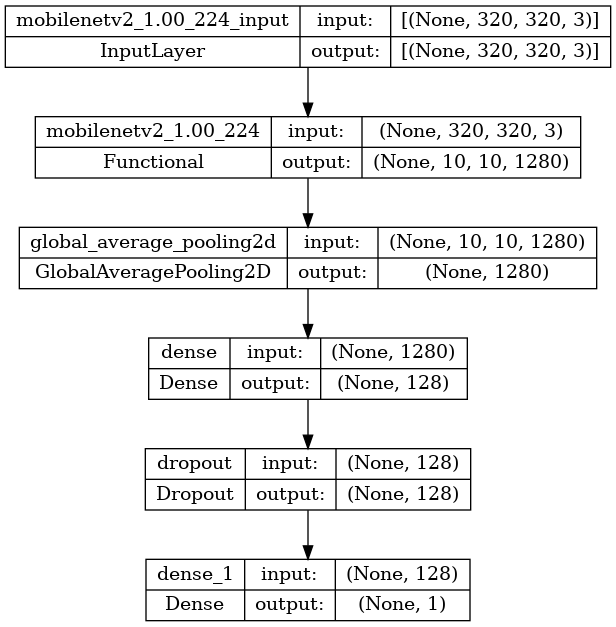 mobilenetv2_1.00_224_input input: [(None, 320, 320, 3)]
InputLayer output: [(None, 320, 320, 3)]
mobilenetv2_1.00_224 input: (None, 320, 320, 3)
Functional output: (None, 10, 10, 1280)
global_average_pooling2d input: (None, 10, 10, 1280)
GlobalAveragePooling2D output: (None, 1280)
dense input: (None, 1280)
Dense output: (None, 128)
dropout input: (None, 128)
Dropout output: (None, 128)
dense_1 input: (None, 128)
Dense output: (None, 1)